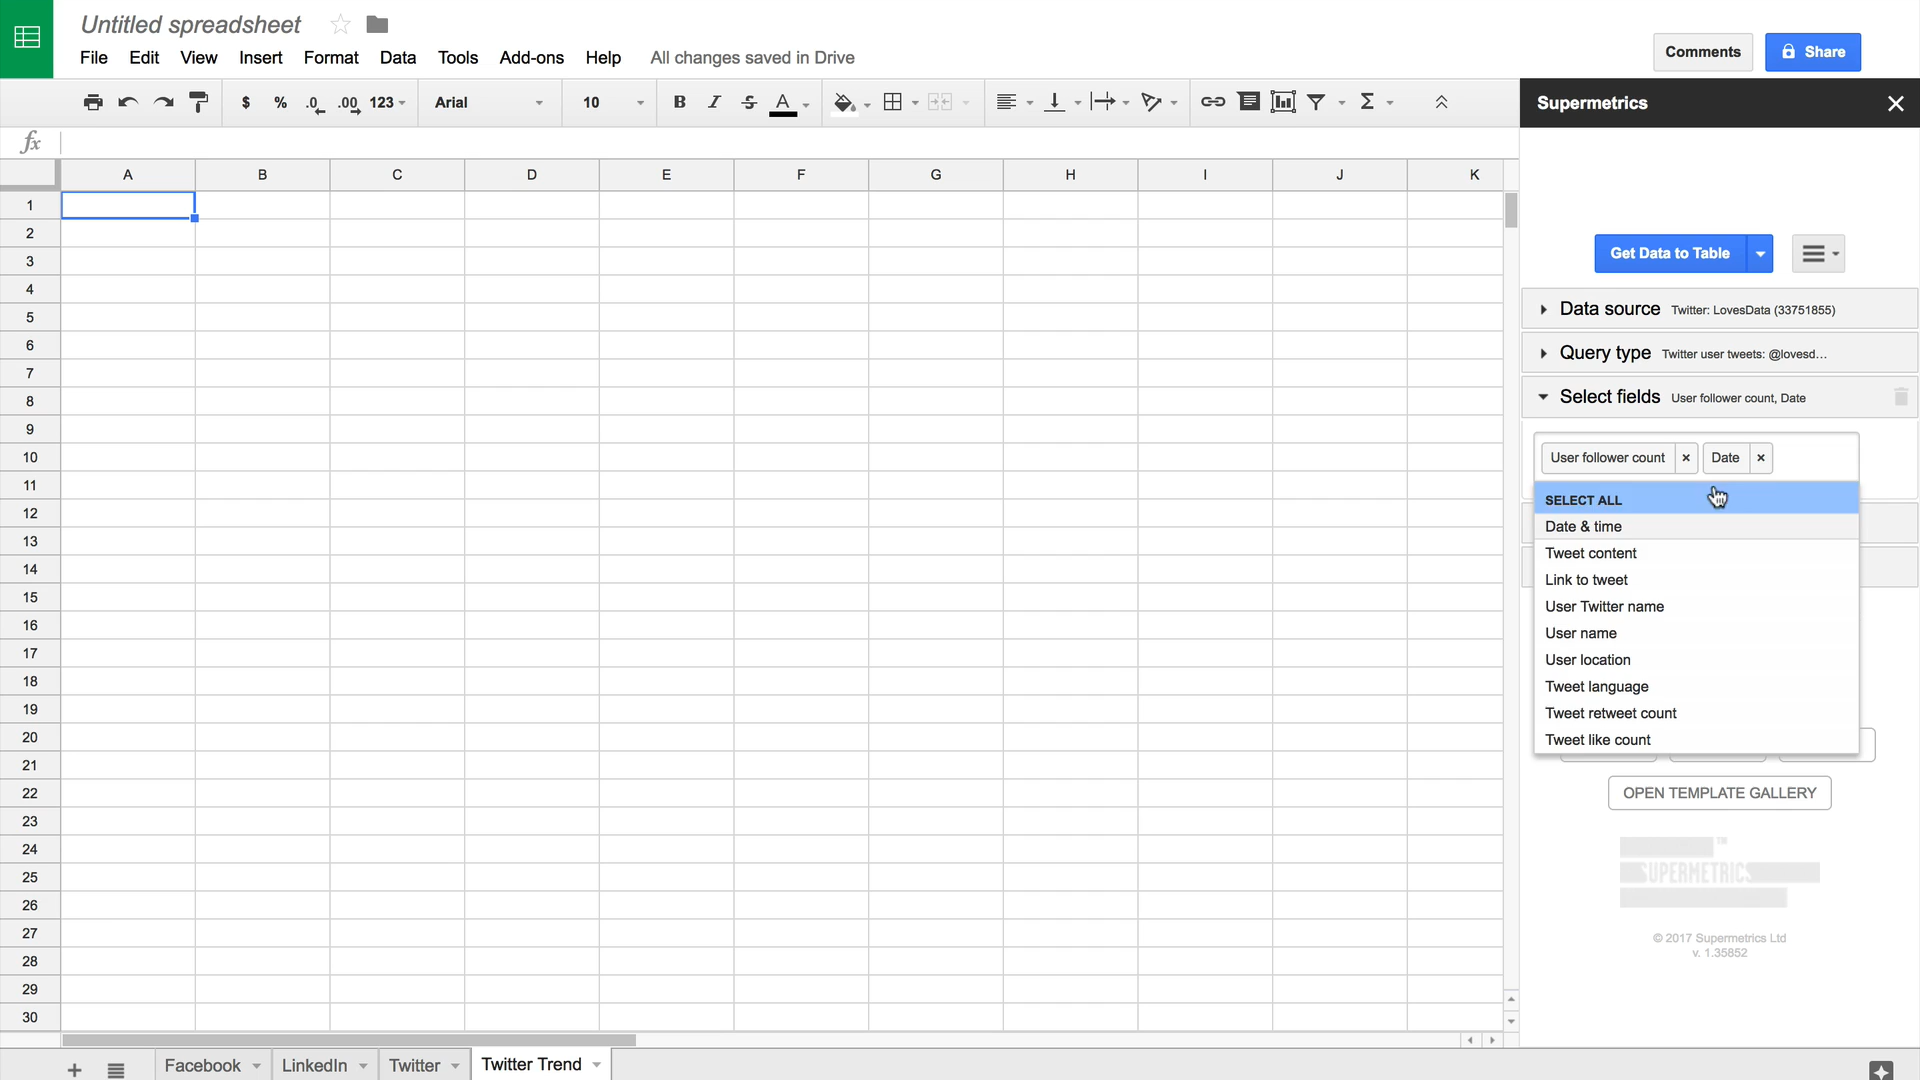 Untitled spreadsheet
File Edit View Insert Format Data Tools Add-ons Help All changes saved in Drive
Comments Share
$ % .0 .00 123 Arial 10 B I S A Σ
Supermetrics
fx
A B C D E F G H I J K
1
2
3
4
5
6
7
8
9
10
11
12
13
14
15
16
17
18
19
20
21
22
23
24
25
26
27
28
29
30
Get Data to Table
Data source Twitter: LovesData (33751855)
Query type Twitter user tweets: @lovesd...
Select fields User follower count, Date
User follower count × Date ×
SELECT ALL
Date & time
Tweet content
Link to tweet
User Twitter name
User name
User location
Tweet language
Tweet retweet count
Tweet like count
OPEN TEMPLATE GALLERY
SUPERMETRICS TM
© 2017 Supermetrics Ltd
v. 1.35852
Facebook LinkedIn Twitter Twitter Trend